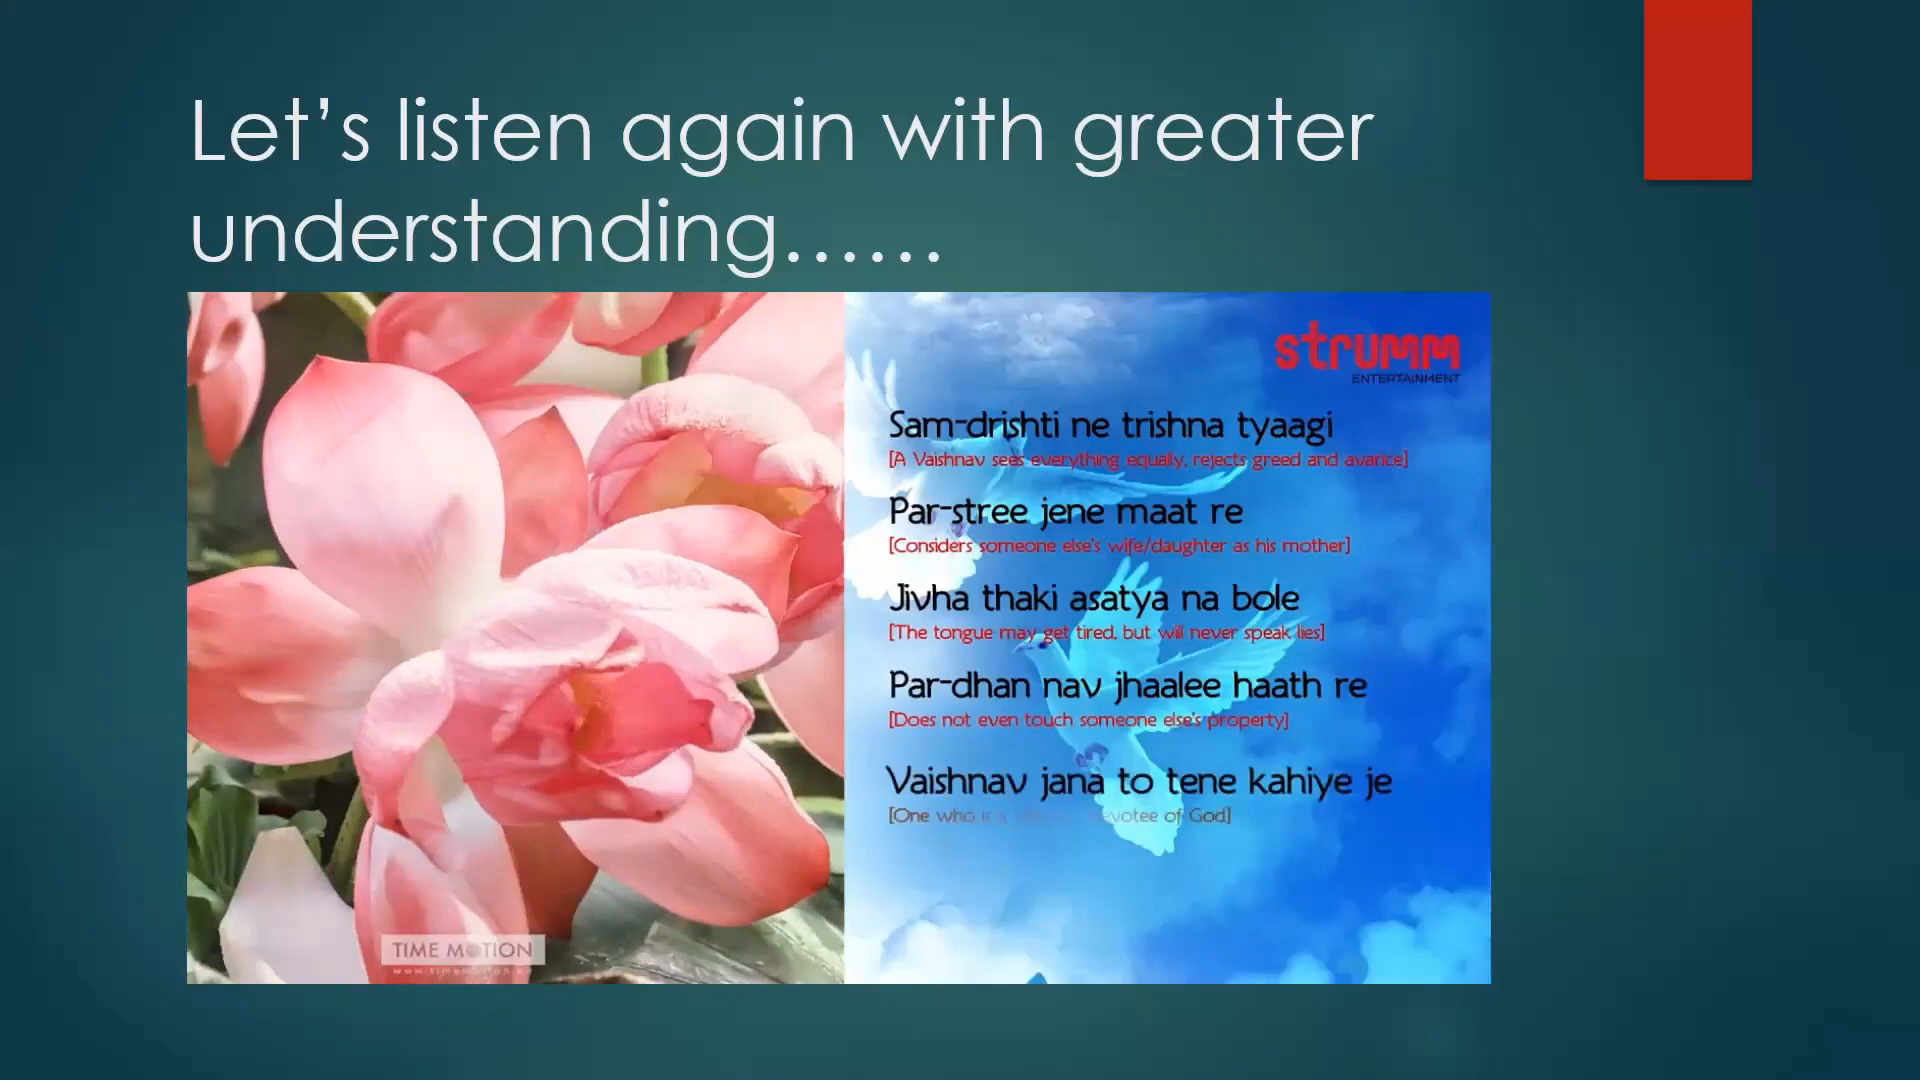 Let’s listen again with greater
understanding......
strumm
ENTERTAINMENT
Sam-drishti ne trishna tyaagi
[A Vaishnav sees everything equally, rejects greed and avarice]
Par-stree jene maat re
[Considers someone else's wife/daughter as his mother]
Jivha thaki asatya na bole
[The tongue may get tired, but will never speak lies]
Par-dhan nav jhaalee haath re
[Does not even touch someone else's property]
Vaishnav jana to tene kahiye je
[One who is devotee of God]
TIME MOTION